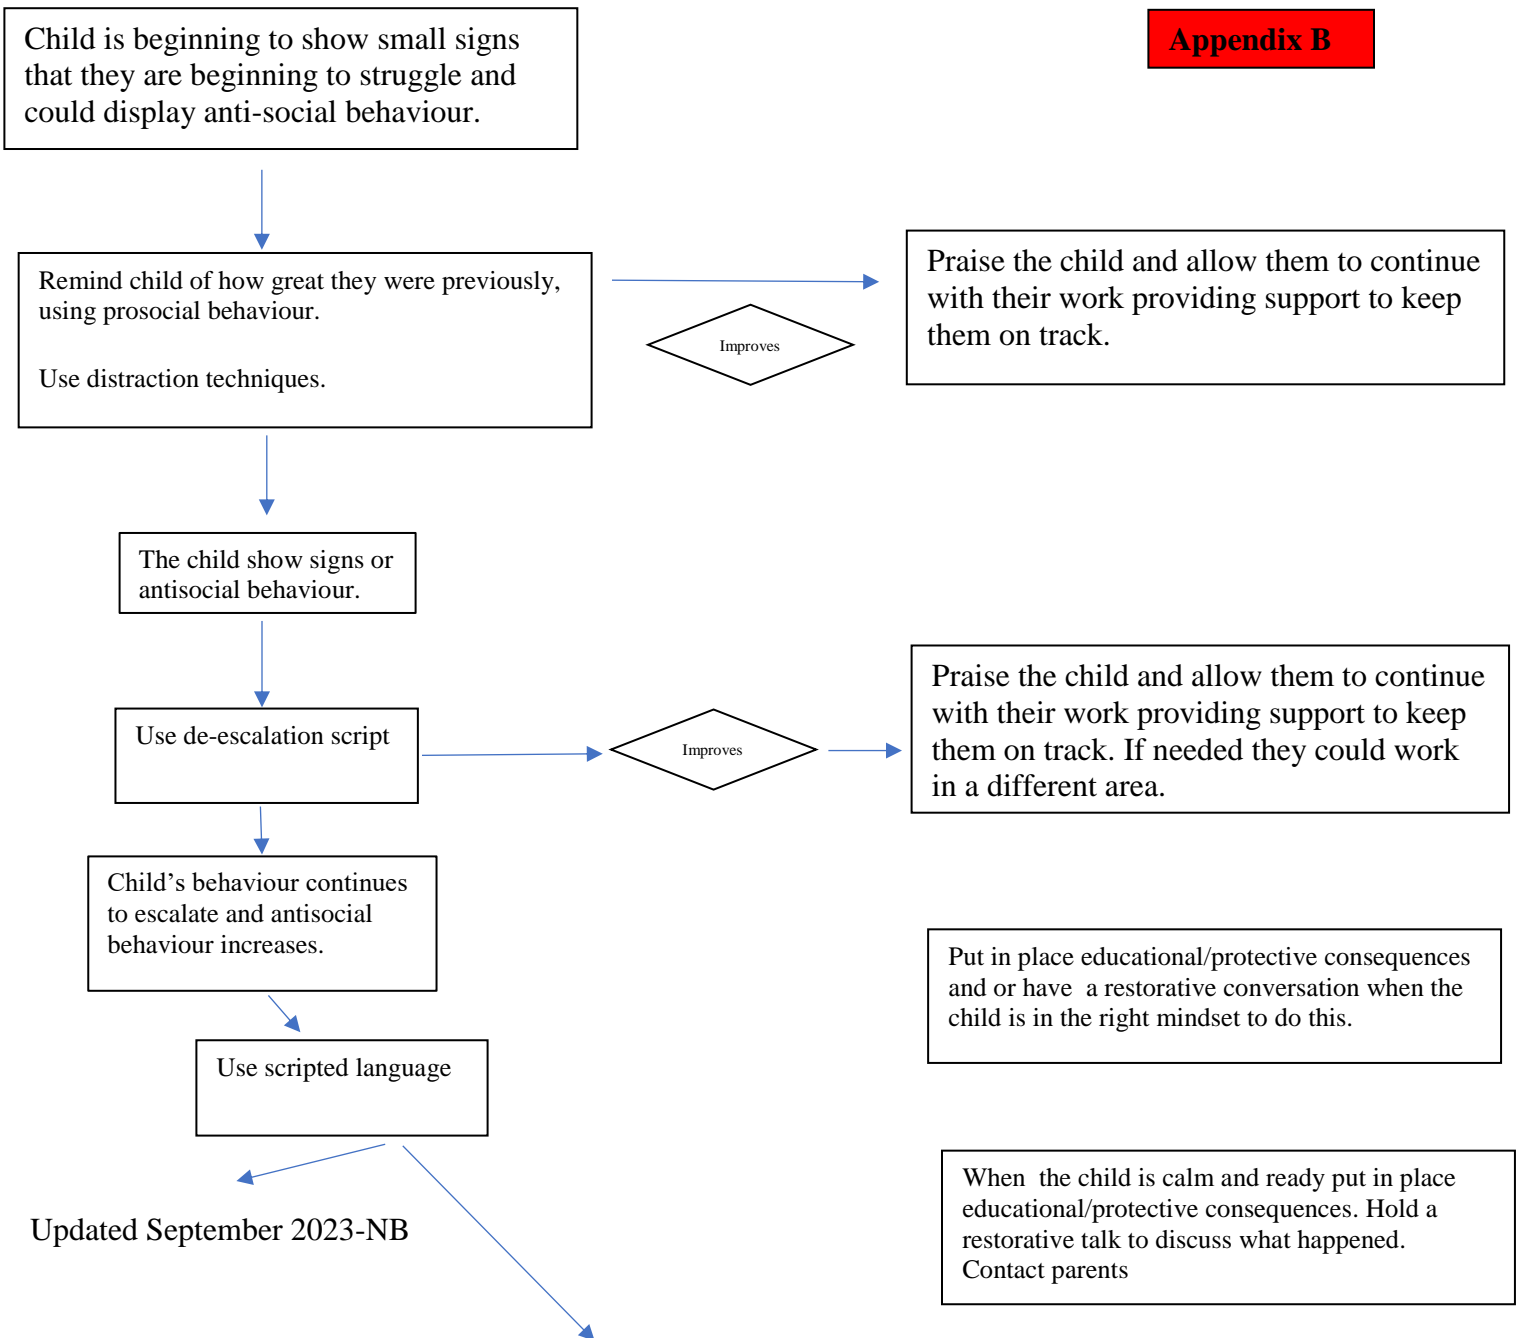 Child is beginning to show small signs
that they are beginning to struggle and
could display anti-social behaviour.
Appendix B
Remind child of how great they were previously,
using prosocial behaviour.
Use distraction techniques.
Improves
Praise the child and allow them to continue
with their work providing support to keep
them on track.
The child show signs or
antisocial behaviour.
Use de-escalation script
Improves
Praise the child and allow them to continue
with their work providing support to keep
them on track. If needed they could work
in a different area.
Child’s behaviour continues
to escalate and antisocial
behaviour increases.
Put in place educational/protective consequences
and or have  a restorative conversation when the
child is in the right mindset to do this.
Use scripted language
When  the child is calm and ready put in place
educational/protective consequences. Hold a
restorative talk to discuss what happened.
Contact parents
Updated September 2023-NB